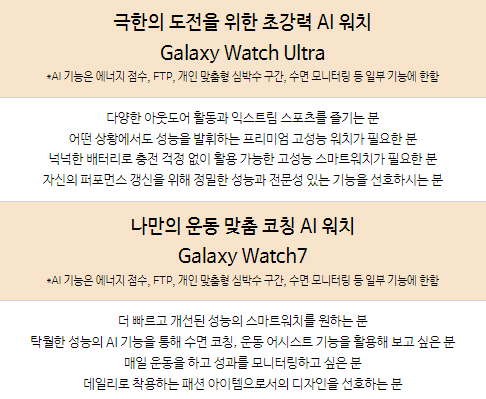 극한의 도전을 위한 초강력 AI 워치
Galaxy Watch Ultra
*AI 기능은 에너지 점수, FTP, 개인 맞춤형 심박수 구간, 수면 모니터링 등 일부 기능에 한함
다양한 아웃도어 활동과 익스트림 스포츠를 즐기는 분
어떤 상황에서도 성능을 발휘하는 프리미엄 고성능 워치가 필요한 분
넉넉한 배터리로 충전 걱정 없이 활용 가능한 고성능 스마트워치가 필요한 분
자신의 퍼포먼스 갱신을 위해 정밀한 성능과 전문성 있는 기능을 선호하시는 분
나만의 운동 맞춤 코칭 AI 워치
Galaxy Watch7
*AI 기능은 에너지 점수, FTP, 개인 맞춤형 심박수 구간, 수면 모니터링 등 일부 기능에 한함
더 빠르고 개선된 성능의 스마트워치를 원하는 분
탁월한 성능의 AI 기능을 통해 수면 코칭, 운동 어시스트 기능을 활용해 보고 싶은 분
매일 운동을 하고 성과를 모니터링하고 싶은 분
데일리로 착용하는 패션 아이템으로서의 디자인을 선호하는 분